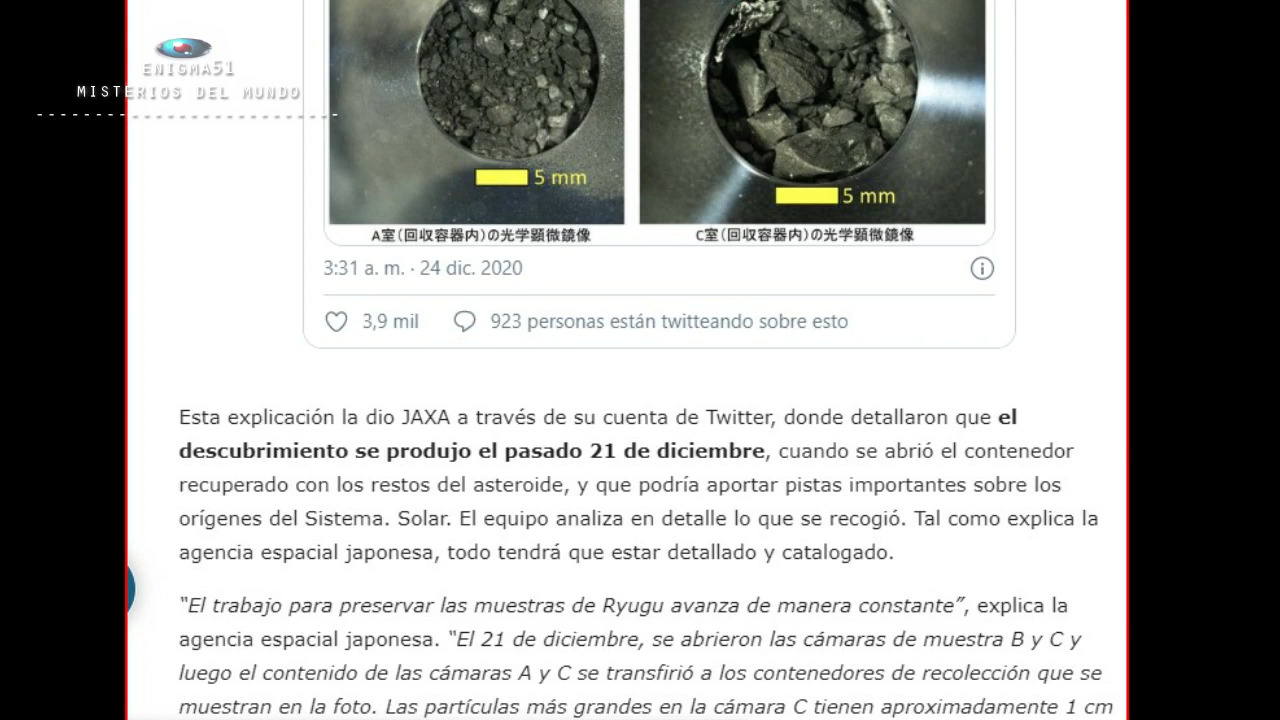 ENIGMA51
MISTERIOS DEL MUNDO
5 mm
5 mm
A室(回収容器内)の光学顕微鏡像
C室(回収容器内)の光学顕微鏡像
3:31 a. m. · 24 dic. 2020
3,9 mil
923 personas están twitteando sobre esto
Esta explicación la dio JAXA a través de su cuenta de Twitter, donde detallaron que el
descubrimiento se produjo el pasado 21 de diciembre, cuando se abrió el contenedor
recuperado con los restos del asteroide, y que podría aportar pistas importantes sobre los
orígenes del Sistema. Solar. El equipo analiza en detalle lo que se recogió. Tal como explica la
agencia espacial japonesa, todo tendrá que estar detallado y catalogado.
“El trabajo para preservar las muestras de Ryugu avanza de manera constante”, explica la
agencia espacial japonesa. “El 21 de diciembre, se abrieron las cámaras de muestra B y C y
luego el contenido de las cámaras A y C se transfirió a los contenedores de recolección que se
muestran en la foto. Las partículas más grandes en la cámara C tienen aproximadamente 1 cm